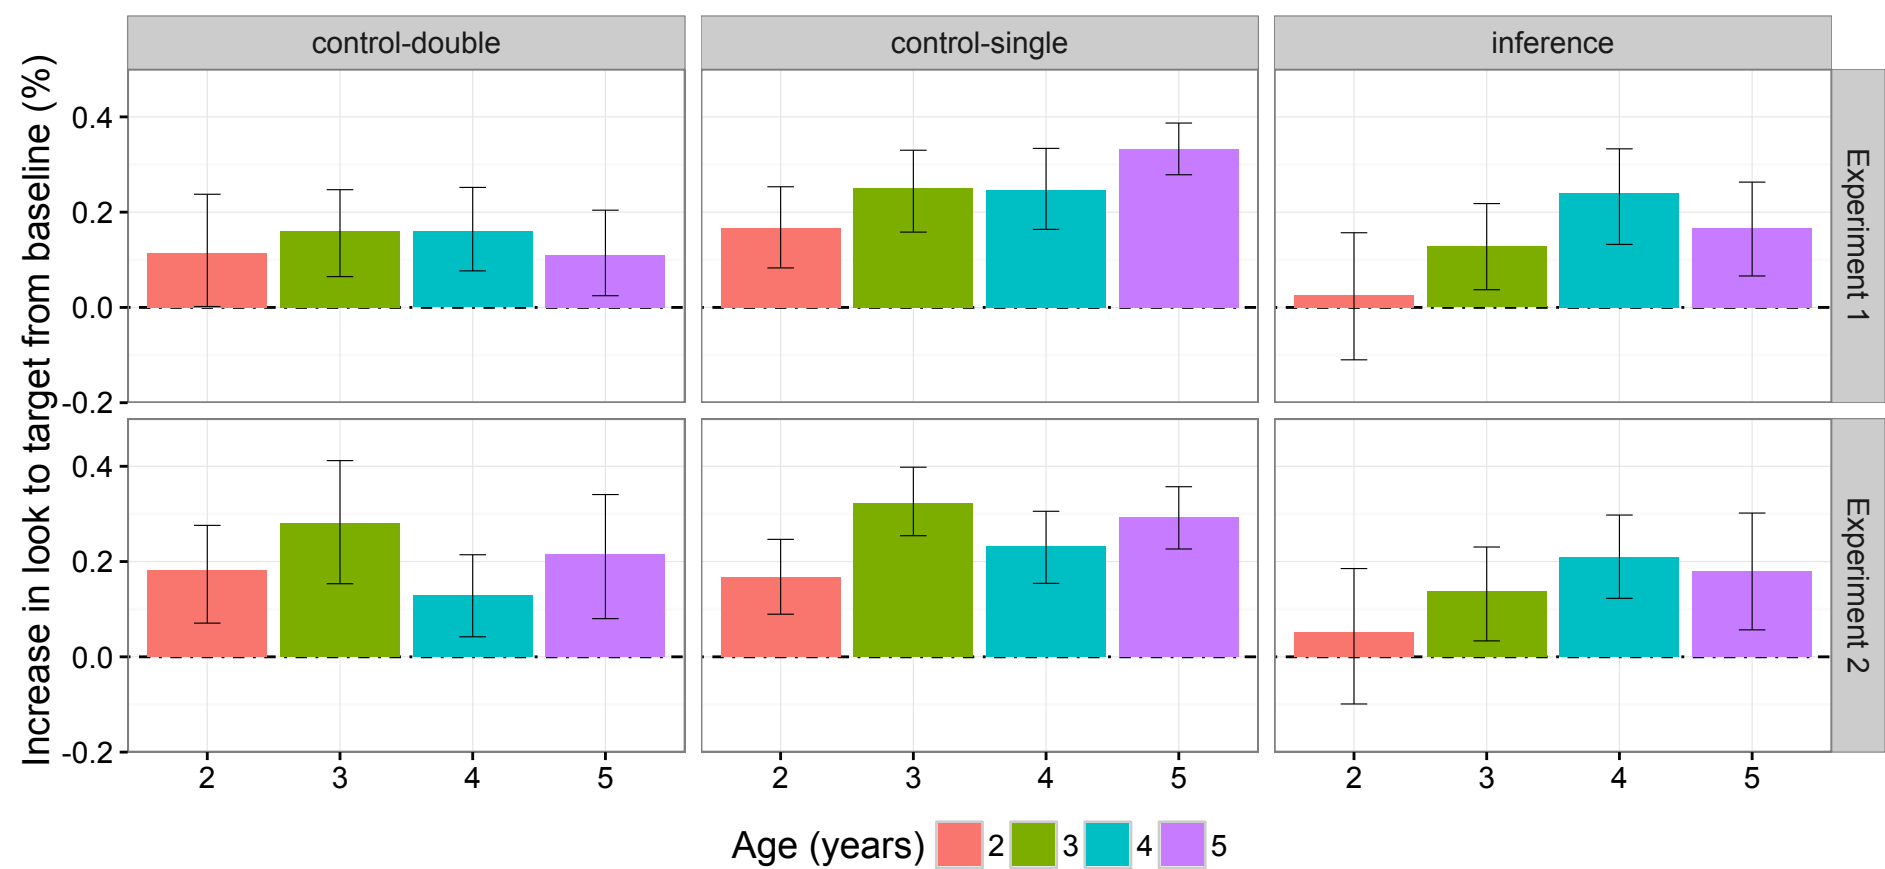 control-double control-single inference
Increase in look to target from baseline (%)
0.4
0.2
0.0
-0.2
Experiment 1
0.4
0.2
0.0
-0.2
Experiment 2
2 3 4 5 2 3 4 5 2 3 4 5
Age (years) 2 3 4 5